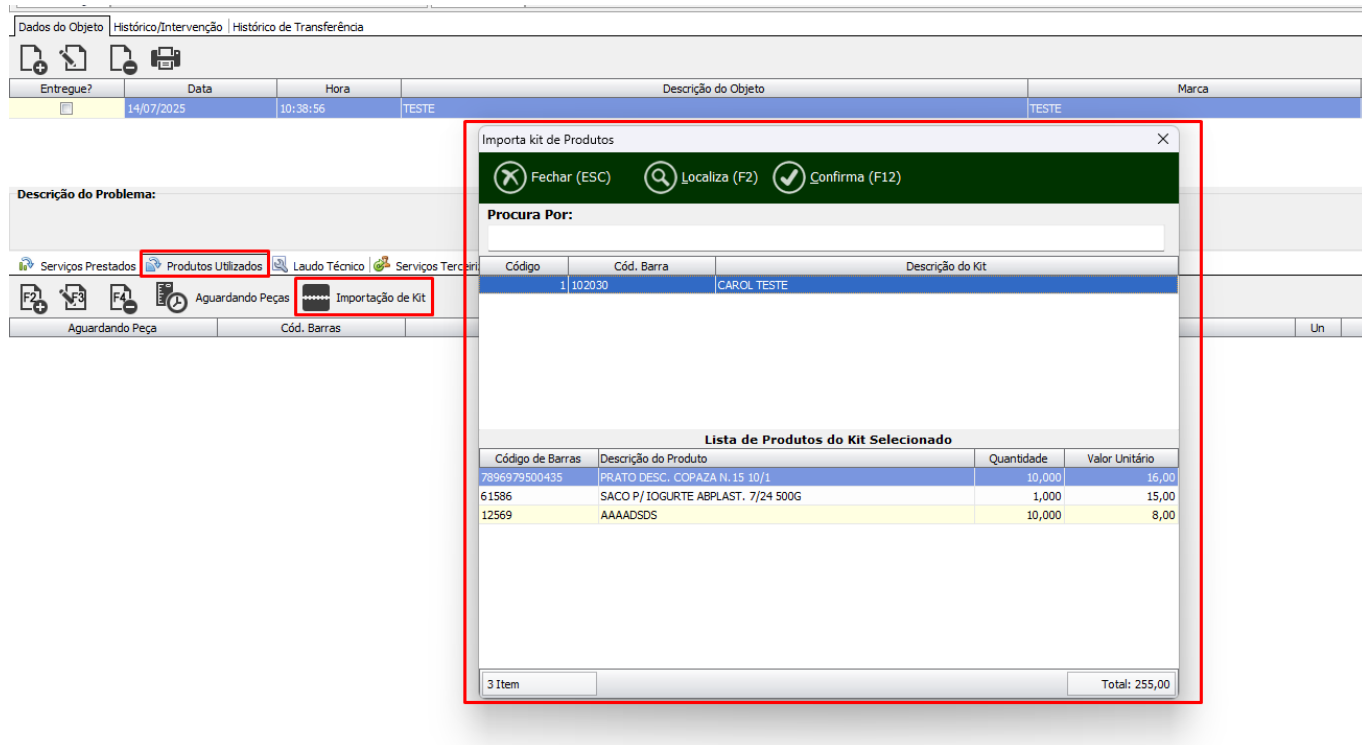 Dados do Objeto Histórico/Intervenção Histórico de Transferência
Entregue? Data Hora Descrição do Objeto Marca
14/07/2025 10:38:56 TESTE TESTE
Importa kit de Produtos
Fechar (ESC) Localiza (F2) Confirma (F12)
Descrição do Problema:
Procura Por:
Serviços Prestados Produtos Utilizados Laudo Técnico Serviços Terceiri
Código Cód. Barra Descrição do Kit
1 102030 CAROL TESTE
F2 F3 F4 Aguardando Peças Importação de Kit
Aguardando Peça Cód. Barras Un
Lista de Produtos do Kit Selecionado
Código de Barras Descrição do Produto Quantidade Valor Unitário
7896979500435 PRATO DESC. COPAZA N. 15 10/1 10,000 16,00
61586 SACO P/ IOGURTE ABPLAST. 7/24 500G 1,000 15,00
12569 AAAADSDS 10,000 8,00
3 Item Total: 255,00